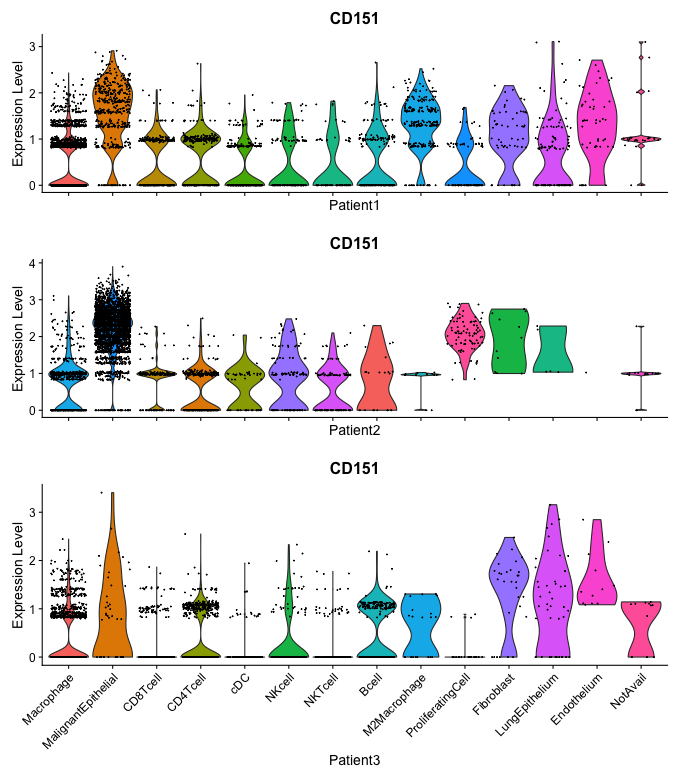 CD151
Expression Level
3
2
1
0
Patient1
CD151
Expression Level
4
3
2
1
0
Patient2
CD151
Expression Level
3
2
1
0
Macrophage
MalignantEpithelial
CD8Tcell
CD4Tcell
cDC
NKcell
NKTcell
Bcell
M2Macrophage
ProliferatingCell
Fibroblast
LungEpithelium
Endothelium
NotAvail
Patient3